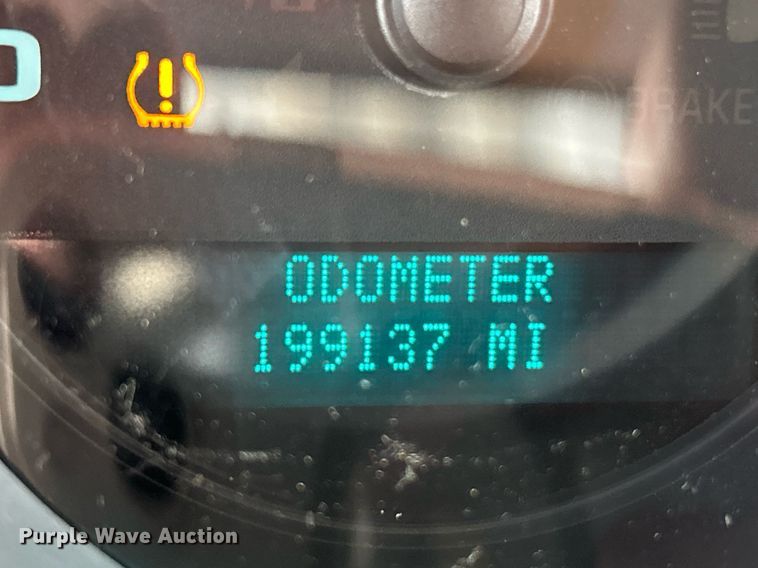 BRAKE
ODOMETER
199137 MI
Purple Wave Auction